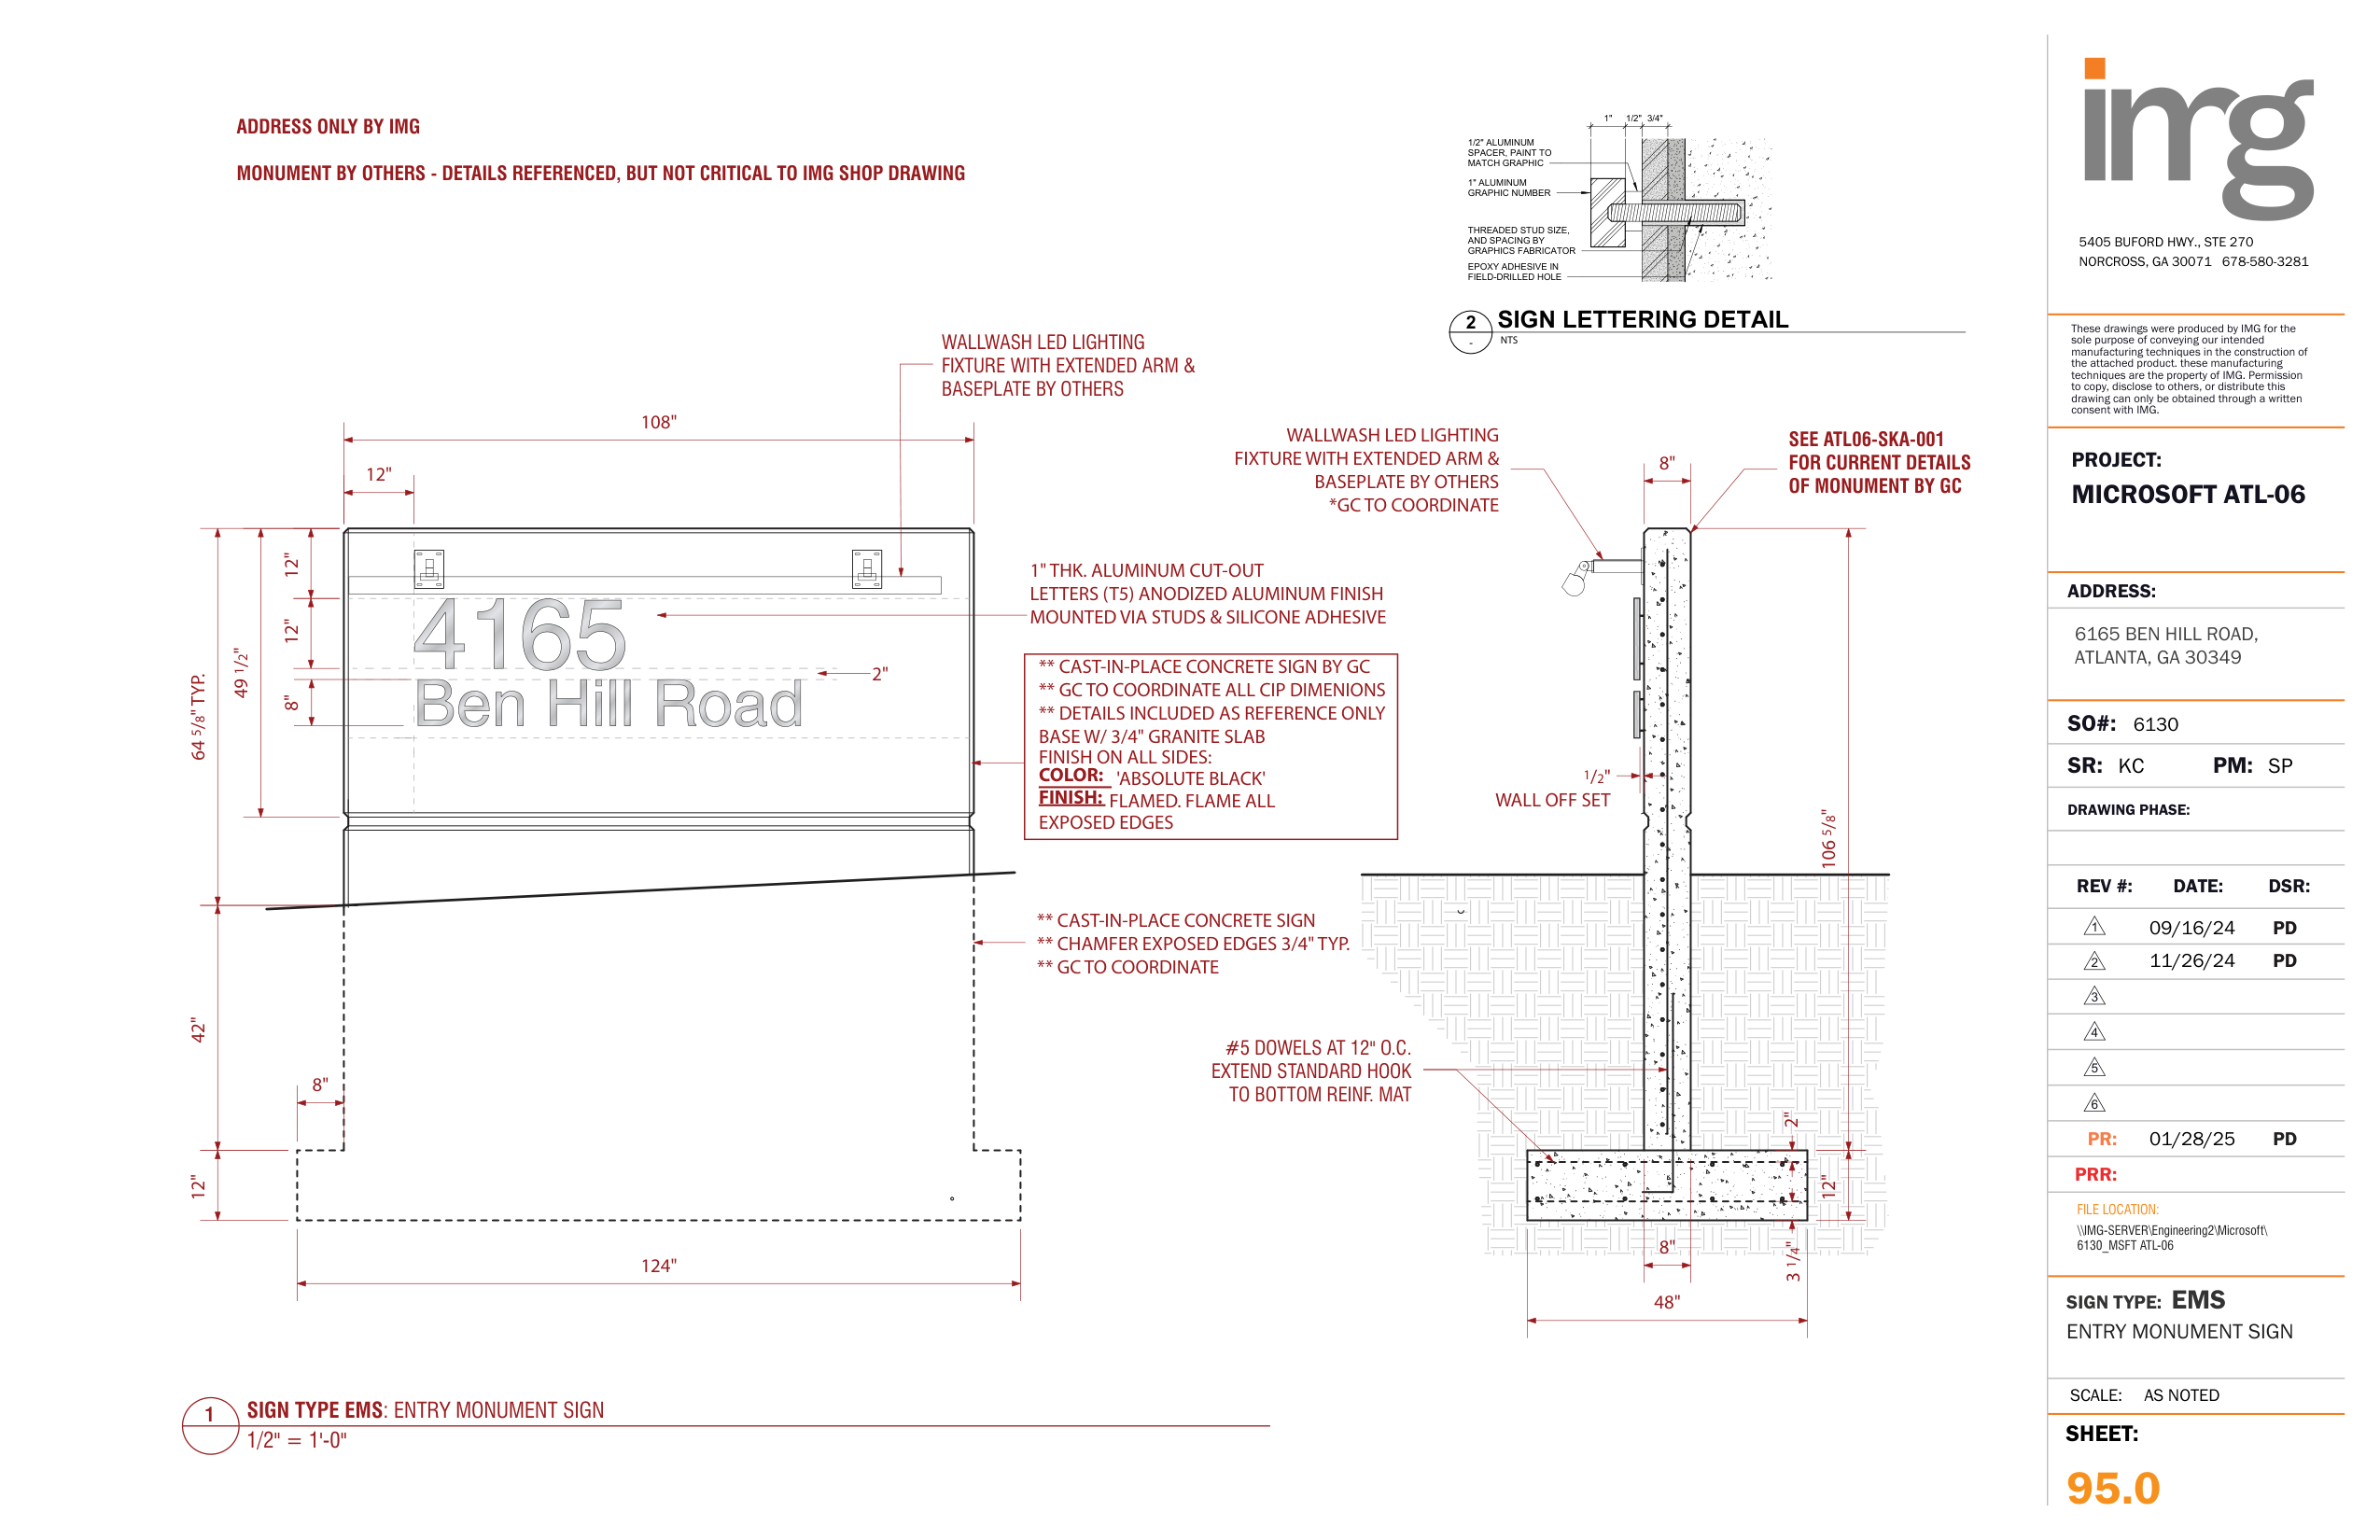 ADDRESS ONLY BY IMG
MONUMENT BY OTHERS - DETAILS REFERENCED, BUT NOT CRITICAL TO IMG SHOP DRAWING
1" 1/2" 3/4"
1/2" ALUMINUM
SPACER, PAINT TO
MATCH GRAPHIC
1" ALUMINUM
GRAPHIC NUMBER
THREADED STUD SIZE,
AND SPACING BY
GRAPHICS FABRICATOR
EPOXY ADHESIVE IN
FIELD-DRILLED HOLE
2
-
SIGN LETTERING DETAIL
NTS
WALLWASH LED LIGHTING
FIXTURE WITH EXTENDED ARM &
BASEPLATE BY OTHERS
108"
12"
12"
12"
8"
49 1/2"
64 5/8" TYP.
42"
12"
8"
124"
4165
Ben Hill Road
2"
1" THK. ALUMINUM CUT-OUT
LETTERS (T5) ANODIZED ALUMINUM FINISH
MOUNTED VIA STUDS & SILICONE ADHESIVE
** CAST-IN-PLACE CONCRETE SIGN BY GC
** GC TO COORDINATE ALL CIP DIMENIONS
** DETAILS INCLUDED AS REFERENCE ONLY
BASE W/ 3/4" GRANITE SLAB
FINISH ON ALL SIDES:
COLOR: 'ABSOLUTE BLACK'
FINISH: FLAMED. FLAME ALL
EXPOSED EDGES
** CAST-IN-PLACE CONCRETE SIGN
** CHAMFER EXPOSED EDGES 3/4" TYP.
** GC TO COORDINATE
WALLWASH LED LIGHTING
FIXTURE WITH EXTENDED ARM &
BASEPLATE BY OTHERS
*GC TO COORDINATE
8"
SEE ATL06-SKA-001
FOR CURRENT DETAILS
OF MONUMENT BY GC
1/2"
WALL OFF SET
106 5/8"
#5 DOWELS AT 12" O.C.
EXTEND STANDARD HOOK
TO BOTTOM REINF. MAT
2"
12"
8"
3 1/4"
48"
1
SIGN TYPE EMS: ENTRY MONUMENT SIGN
1/2" = 1'-0"
img
5405 BUFORD HWY., STE 270
NORCROSS, GA 30071 678-580-3281
These drawings were produced by IMG for the
sole purpose of conveying our intended
manufacturing techniques in the construction of
the attached product. these manufacturing
techniques are the property of IMG. Permission
to copy, disclose to others, or distribute this
drawing can only be obtained through a written
consent with IMG.
PROJECT:
MICROSOFT ATL-06
ADDRESS:
6165 BEN HILL ROAD,
ATLANTA, GA 30349
SO#: 6130
SR: KC PM: SP
DRAWING PHASE:
REV #: DATE: DSR:
1 09/16/24 PD
2 11/26/24 PD
3
4
5
6
PR: 01/28/25 PD
PRR:
FILE LOCATION:
\\IMG-SERVER\Engineering2\Microsoft\
6130_MSFT ATL-06
SIGN TYPE: EMS
ENTRY MONUMENT SIGN
SCALE: AS NOTED
SHEET:
95.0